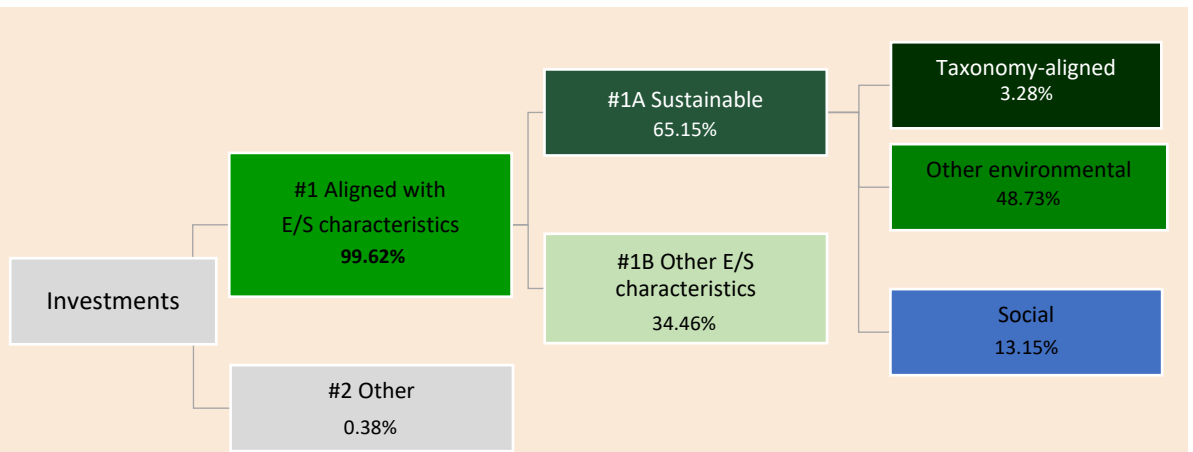 Investments
#1 Aligned with
E/S characteristics
99.62%
#2 Other
0.38%
#1A Sustainable
65.15%
#1B Other E/S
characteristics
34.46%
Taxonomy-aligned
3.28%
Other environmental
48.73%
Social
13.15%